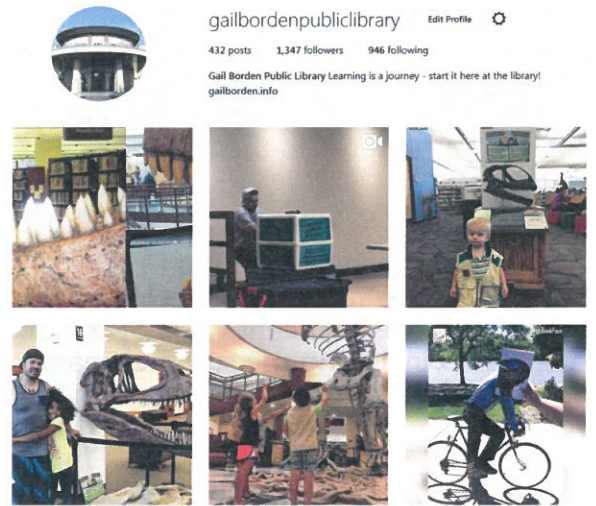 gailbordenpubliclibrary Edit Profile
432 posts 1,347 followers 946 following
Gail Borden Public Library Learning is a journey - start it here at the library!
gailborden.info